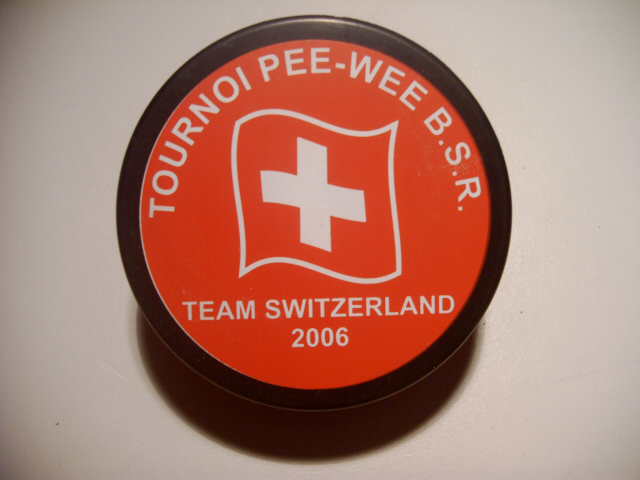 TOURNOI PEE-WEE B.S.R.
TEAM SWITZERLAND
2006